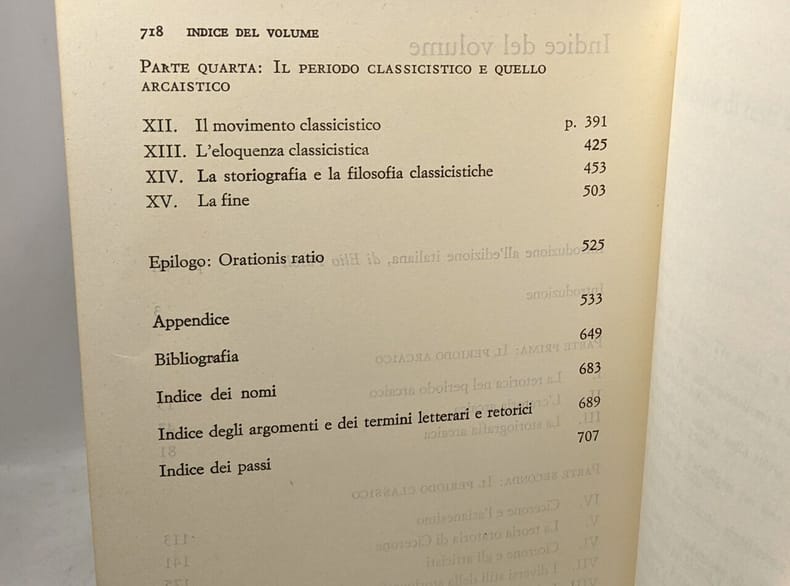 718 INDICE DEL VOLUME
PARTE QUARTA: IL PERIODO CLASSICISTICO E QUELLO
ARCAISTICO
XII. Il movimento classicistico p. 391
XIII. L'eloquenza classicistica 425
XIV. La storiografia e la filosofia classicistiche 453
XV. La fine 503
Epilogo: Orationis ratio 525
Appendice 533
Bibliografia 649
Indice dei nomi 683
Indice degli argomenti e dei termini letterari e retorici 689
Indice dei passi 707